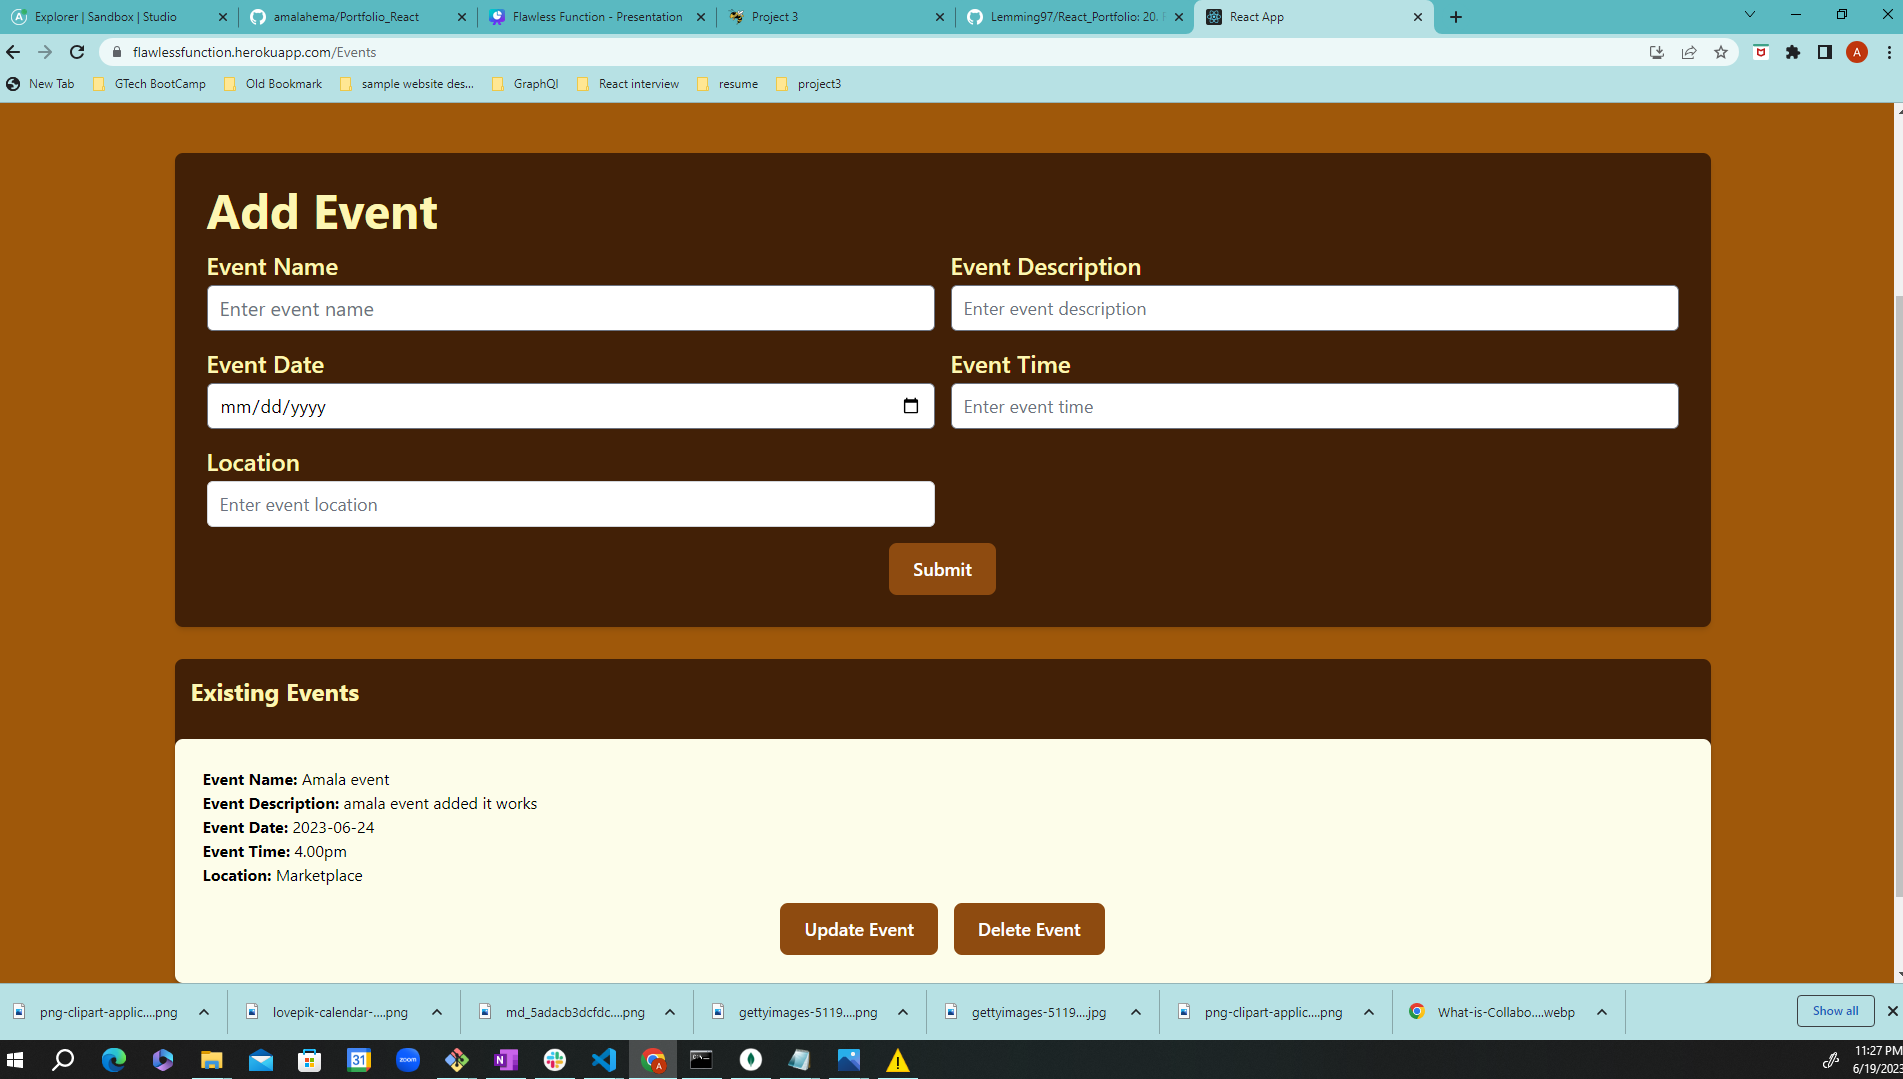 Explorer | Sandbox | Studio
amalahema/Portfolio_React
Flawless Function - Presentation
Project 3
Lemming97/React_Portfolio: 20.
React App
flawlessfunction.herokuapp.com/Events
A
New Tab
GTech BootCamp
Old Bookmark
sample website des...
GraphQl
React interview
resume
project3
Add Event
Event Name
Event Description
Enter event name
Enter event description
Event Date
Event Time
mm/dd/yyyy
Enter event time
Location
Enter event location
Submit
Existing Events
Event Name: Amala event
Event Description: amala event added it works
Event Date: 2023-06-24
Event Time: 4.00pm
Location: Marketplace
Update Event
Delete Event
png-clipart-applic....png
lovepik-calendar-....png
md_5adacb3dcfdc....png
gettyimages-5119....png
gettyimages-5119....jpg
png-clipart-applic....png
What-is-Collabo....webp
Show all
31
zoom
N
A
11:27 PM
6/19/2023